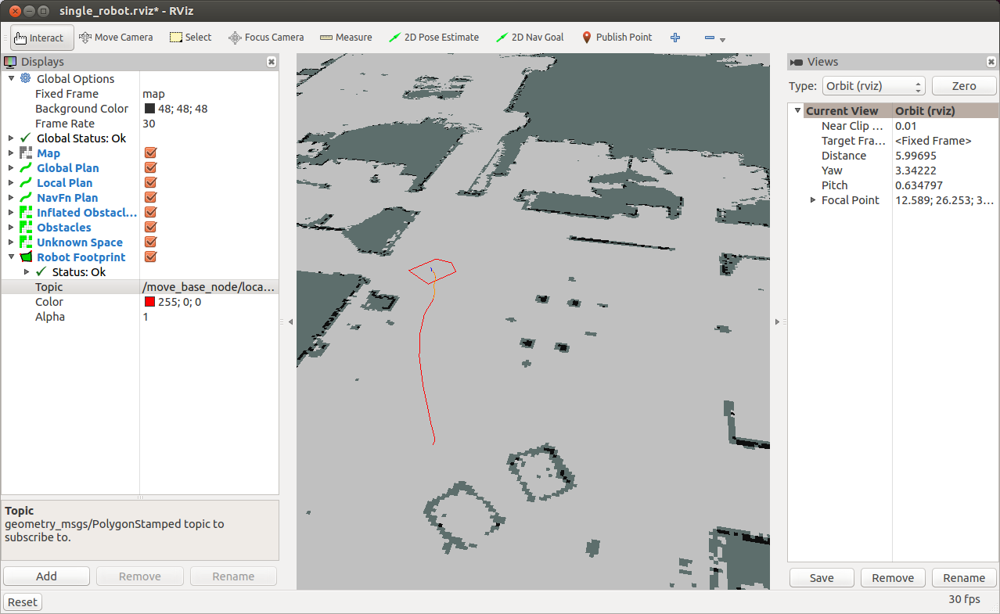 single_robot.rviz* - RViz
Interact Move Camera Select Focus Camera Measure 2D Pose Estimate 2D Nav Goal Publish Point
Displays
Global Options
Fixed Frame map
Background Color 48; 48; 48
Frame Rate 30
Global Status: Ok
Map
Global Plan
Local Plan
NavFn Plan
Inflated Obstacl...
Obstacles
Unknown Space
Robot Footprint
Status: Ok
Topic /move_base_node/loca...
Color 255; 0; 0
Alpha 1
Topic
geometry_msgs/PolygonStamped topic to
subscribe to.
Add Remove Rename
Reset
Views
Type: Orbit (rviz) Zero
Current View Orbit (rviz)
Near Clip ... 0.01
Target Fra... <Fixed Frame>
Distance 5.99695
Yaw 3.34222
Pitch 0.634797
Focal Point 12.589; 26.253; 3...
Save Remove Rename
30 fps